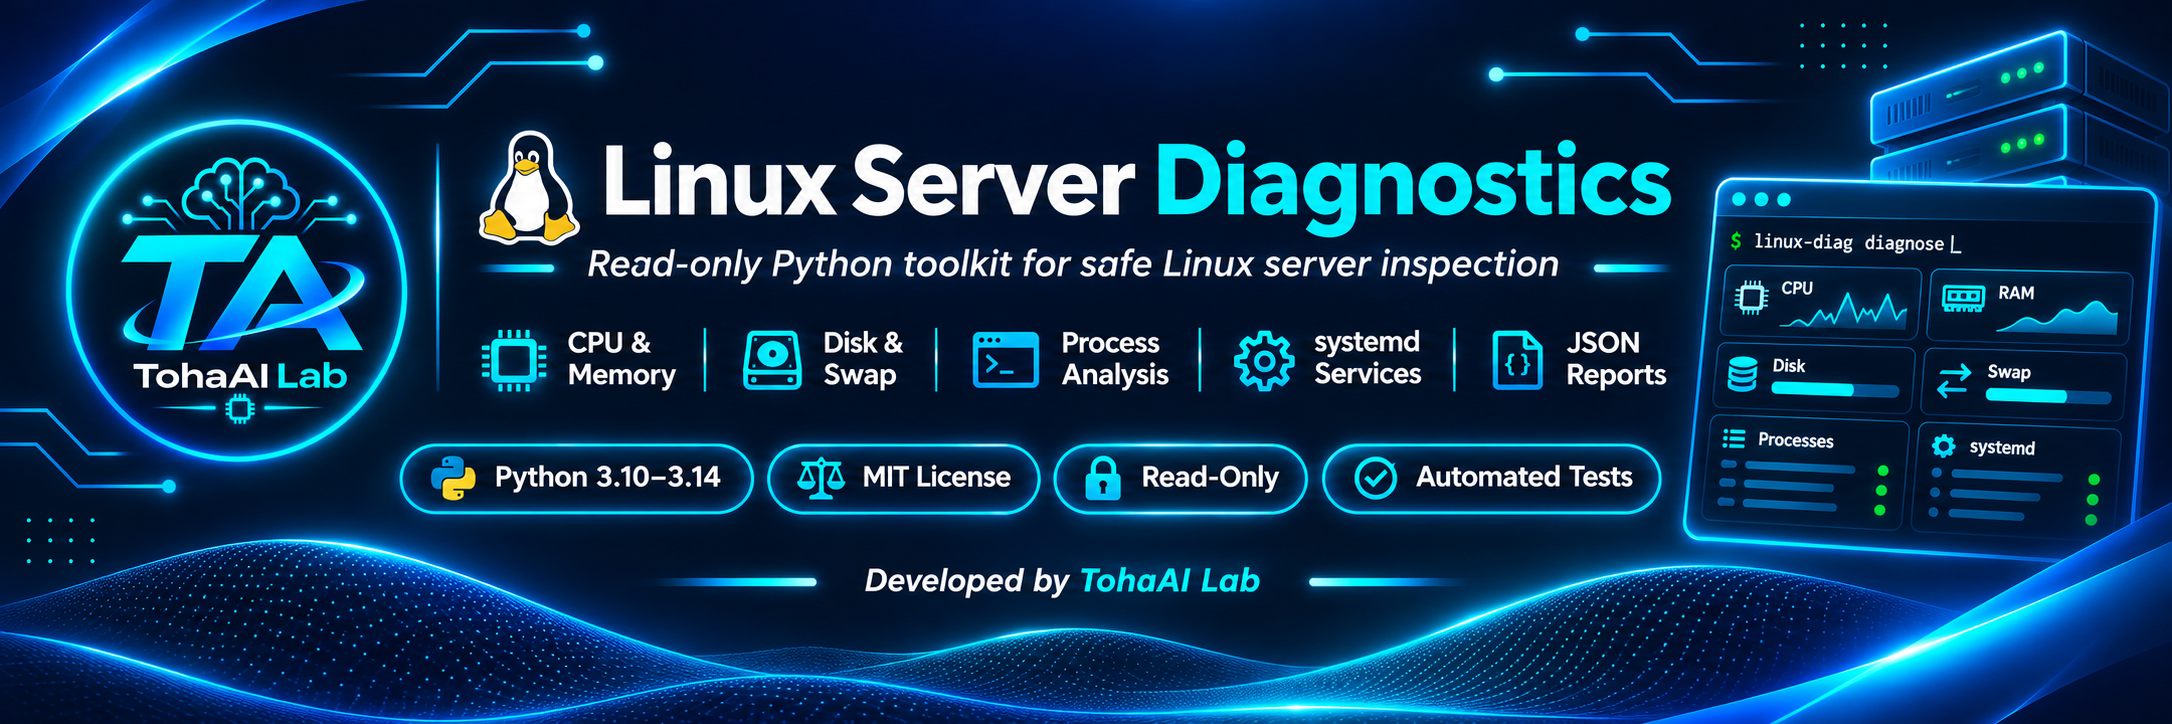 TA
TohaAI Lab
Linux Server Diagnostics
Read-only Python toolkit for safe Linux server inspection
CPU &
Memory
Disk &
Swap
Process
Analysis
systemd
Services
JSON
Reports
Python 3.10–3.14
MIT License
Read-Only
Automated Tests
Developed by TohaAI Lab
$ linux-diag diagnose
CPU
RAM
Disk
Swap
Processes
systemd